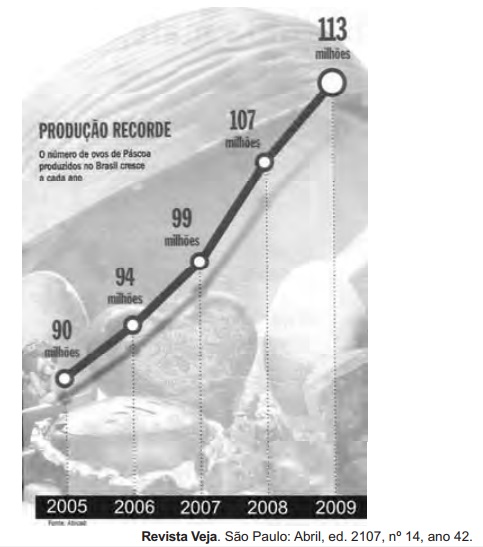 113
milhões
PRODUÇÃO RECORDE
O número de ovos de Páscoa
produzidos no Brasil cresce
a cada ano
107
milhões
99
milhões
94
milhões
90
milhões
2005 2006 2007 2008 2009
Fonte: Abicab
Revista Veja. São Paulo: Abril, ed. 2107, nº 14, ano 42.